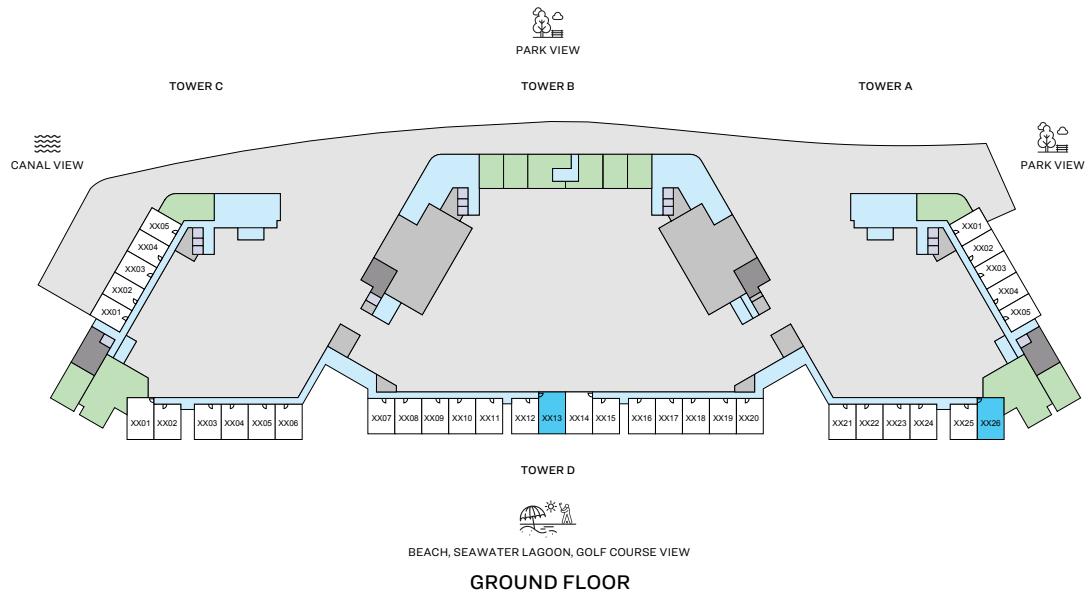 PARK VIEW
TOWER C
TOWER B
TOWER A
CANAL VIEW
PARK VIEW
XX05
XX04
XX03
XX02
XX01
XX01
XX02
XX03
XX04
XX05
XX01 XX02 XX03 XX04 XX05 XX06
XX07 XX08 XX09 XX10 XX11 XX12 XX13 XX14 XX15 XX16 XX17 XX18 XX19 XX20
XX21 XX22 XX23 XX24 XX25 XX26
TOWER D
BEACH, SEAWATER LAGOON, GOLF COURSE VIEW
GROUND FLOOR